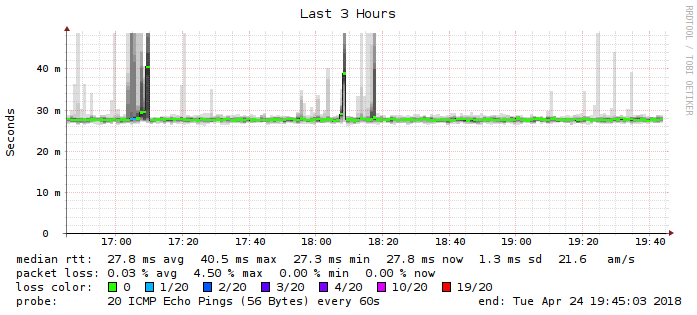 Last 3 Hours
RRDTOOL / TOBI OETIKER
Seconds
40 m
30 m
20 m
10 m
0
17:00 17:20 17:40 18:00 18:20 18:40 19:00 19:20 19:40
median rtt: 27.8 ms avg 40.5 ms max 27.3 ms min 27.8 ms now 1.3 ms sd 21.6 am/s
packet loss: 0.03 % avg 4.50 % max 0.00 % min 0.00 % now
loss color: 0 1/20 2/20 3/20 4/20 10/20 19/20
probe: 20 ICMP Echo Pings (56 Bytes) every 60s end: Tue Apr 24 19:45:03 2018